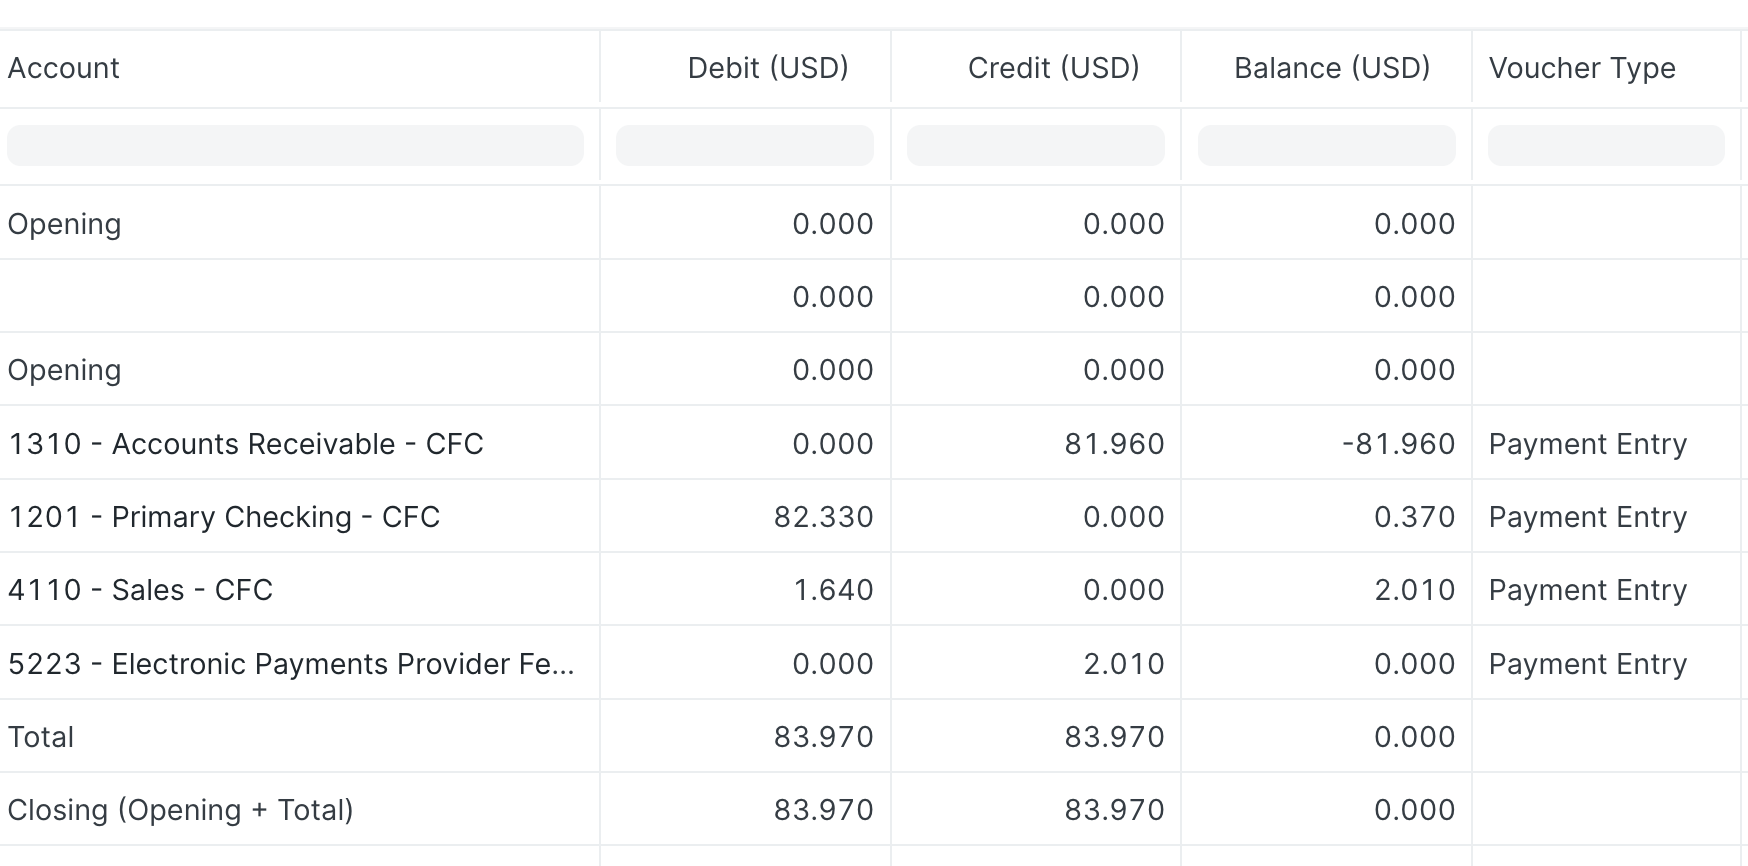 Account Debit (USD) Credit (USD) Balance (USD) Voucher Type
Opening 0.000 0.000 0.000
0.000 0.000 0.000
Opening 0.000 0.000 0.000
1310 - Accounts Receivable - CFC 0.000 81.960 -81.960 Payment Entry
1201 - Primary Checking - CFC 82.330 0.000 0.370 Payment Entry
4110 - Sales - CFC 1.640 0.000 2.010 Payment Entry
5223 - Electronic Payments Provider Fe... 0.000 2.010 0.000 Payment Entry
Total 83.970 83.970 0.000
Closing (Opening + Total) 83.970 83.970 0.000